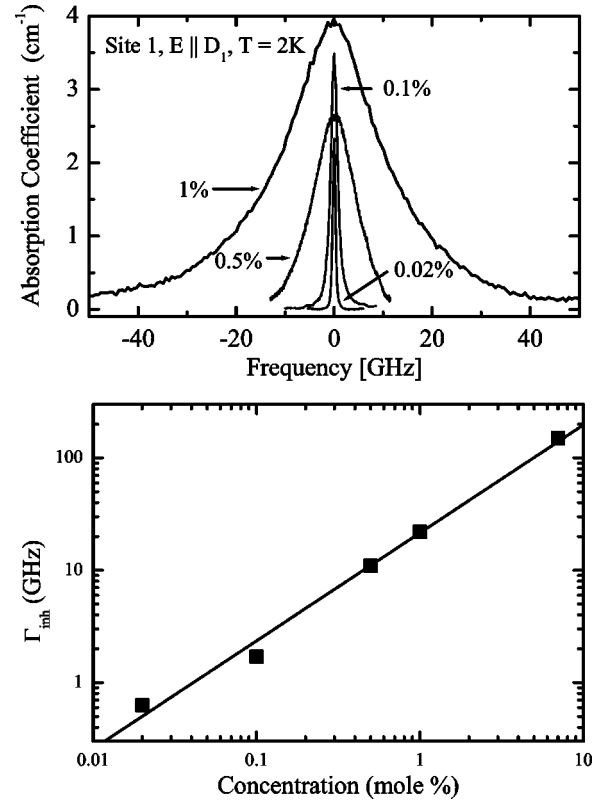 Site 1, E || D₁, T = 2K
0.1%
1%
0.5%
0.02%
4
3
2
1
0
Absorption Coefficient (cm⁻¹)
-40 -20 0 20 40
Frequency [GHz]
100
10
1
Γᵢₙₕ (GHz)
0.01 0.1 1 10
Concentration (mole %)